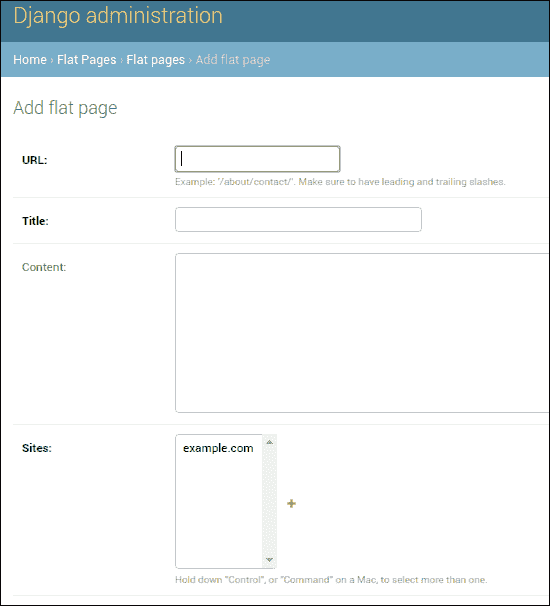 Django administration
Home › Flat Pages › Flat pages › Add flat page
Add flat page
URL:
Example: '/about/contact/'. Make sure to have leading and trailing slashes.
Title:
Content:
Sites:
example.com
Hold down "Control", or "Command" on a Mac, to select more than one.